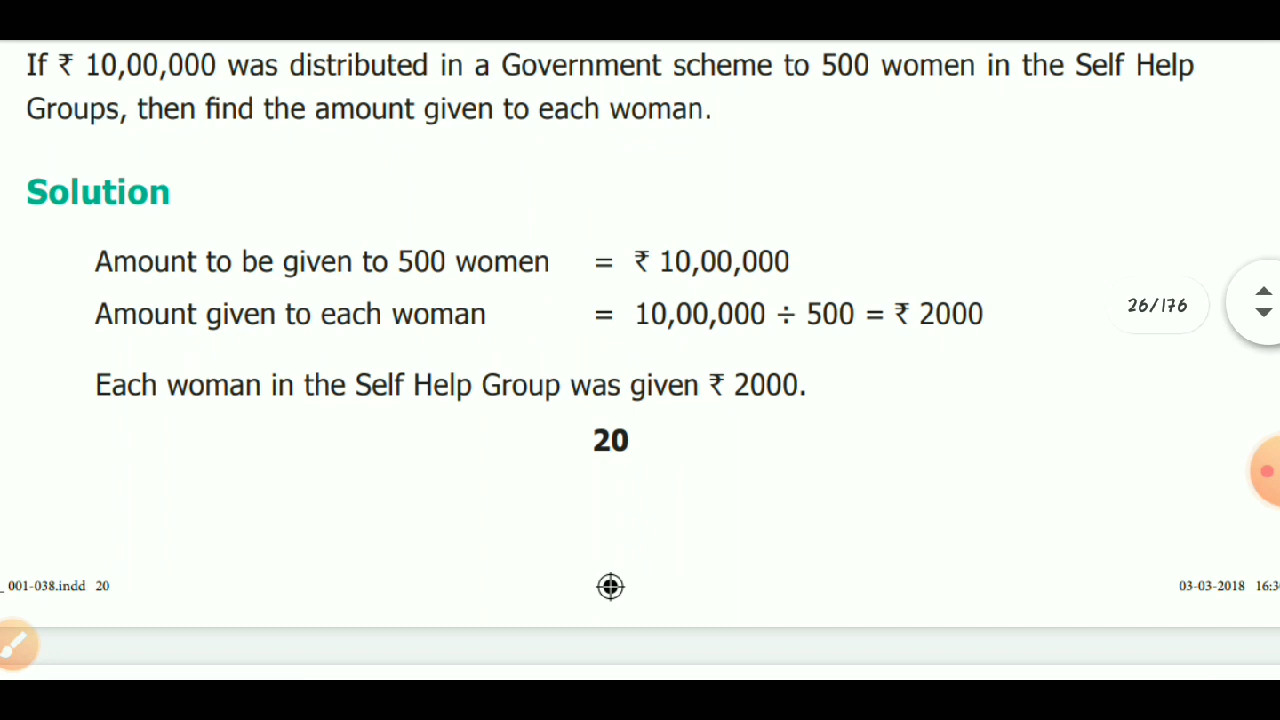 If ₹ 10,00,000 was distributed in a Government scheme to 500 women in the Self Help
Groups, then find the amount given to each woman.
Solution
Amount to be given to 500 women = ₹ 10,00,000
Amount given to each woman = 10,00,000 ÷ 500 = ₹ 2000
26/176
Each woman in the Self Help Group was given ₹ 2000.
20
_001-038.indd 20
03-03-2018 16:3